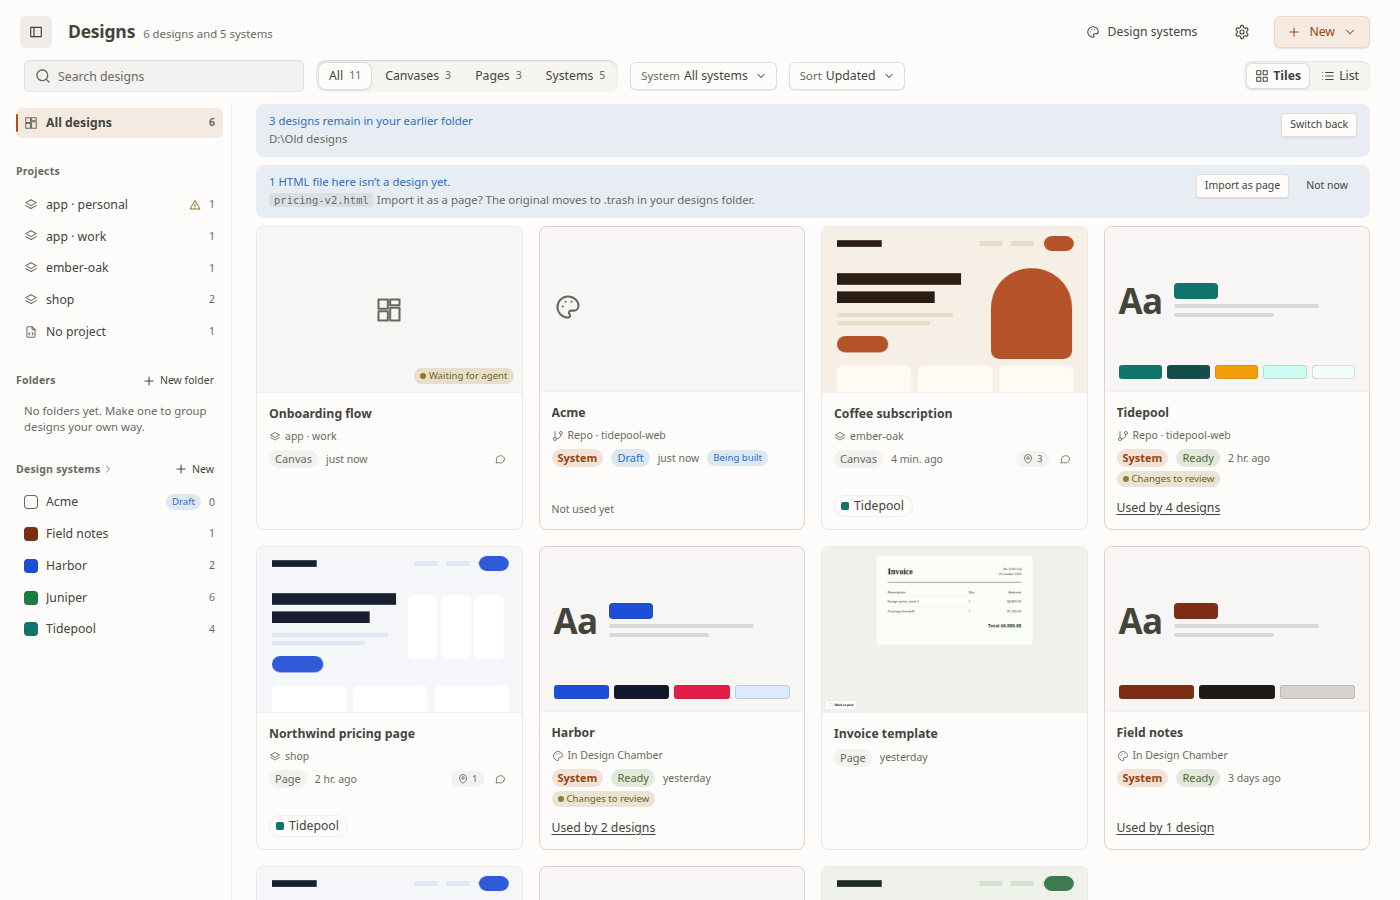 Designs 6 designs and 5 systems
Design systems
New
Search designs
All 11 Canvases 3 Pages 3 Systems 5
System All systems
Sort Updated
Tiles List
All designs 6
Projects
app · personal 1
app · work 1
ember-oak 1
shop 2
No project 1
Folders New folder
No folders yet. Make one to group
designs your own way.
Design systems New
Acme Draft 0
Field notes 1
Harbor 2
Juniper 6
Tidepool 4
3 designs remain in your earlier folder
D:\Old designs
Switch back
1 HTML file here isn’t a design yet.
pricing-v2.html Import it as a page? The original moves to .trash in your designs folder.
Import as page Not now
Waiting for agent
Onboarding flow
app · work
Canvas just now
Acme
Repo · tidepool-web
System Draft just now Being built
Not used yet
Coffee subscription
ember-oak
Canvas 4 min. ago 3
Tidepool
Aa
Tidepool
Repo · tidepool-web
System Ready 2 hr. ago
Changes to review
Used by 4 designs
Northwind pricing page
shop
Page 2 hr. ago 1
Tidepool
Aa
Harbor
In Design Chamber
System Ready yesterday
Changes to review
Used by 2 designs
Invoice
Invoice template
Page yesterday
Aa
Field notes
In Design Chamber
System Ready 3 days ago
Used by 1 design